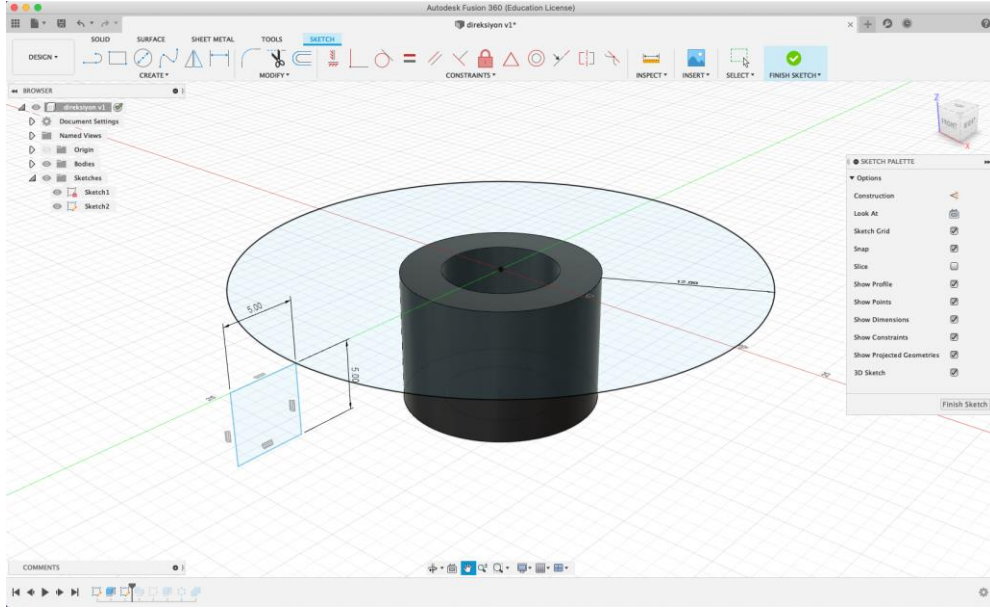 Autodesk Fusion 360 (Education License)
direksiyon v1*
SOLID SURFACE SHEET METAL TOOLS SKETCH
DESIGN
CREATE MODIFY CONSTRAINTS INSPECT INSERT SELECT FINISH SKETCH
BROWSER
direksiyon v1
Document Settings
Named Views
Origin
Bodies
Sketches
Sketch1
Sketch2
Z
FRONT RIGHT
X
SKETCH PALETTE
Options
Construction
Look At
Sketch Grid
Snap
Slice
Show Profile
Show Points
Show Dimensions
Show Constraints
Show Projected Geometries
3D Sketch
Finish Sketch
5.00
5.00
COMMENTS